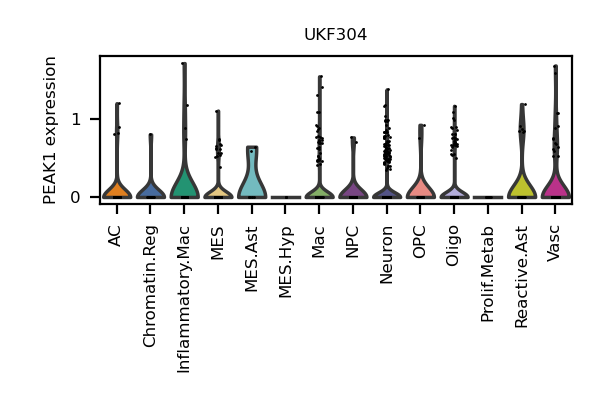 UKF304
PEAK1 expression
1
0
AC
Chromatin.Reg
Inflammatory.Mac
MES
MES.Ast
MES.Hyp
Mac
NPC
Neuron
OPC
Oligo
Prolif.Metab
Reactive.Ast
Vasc